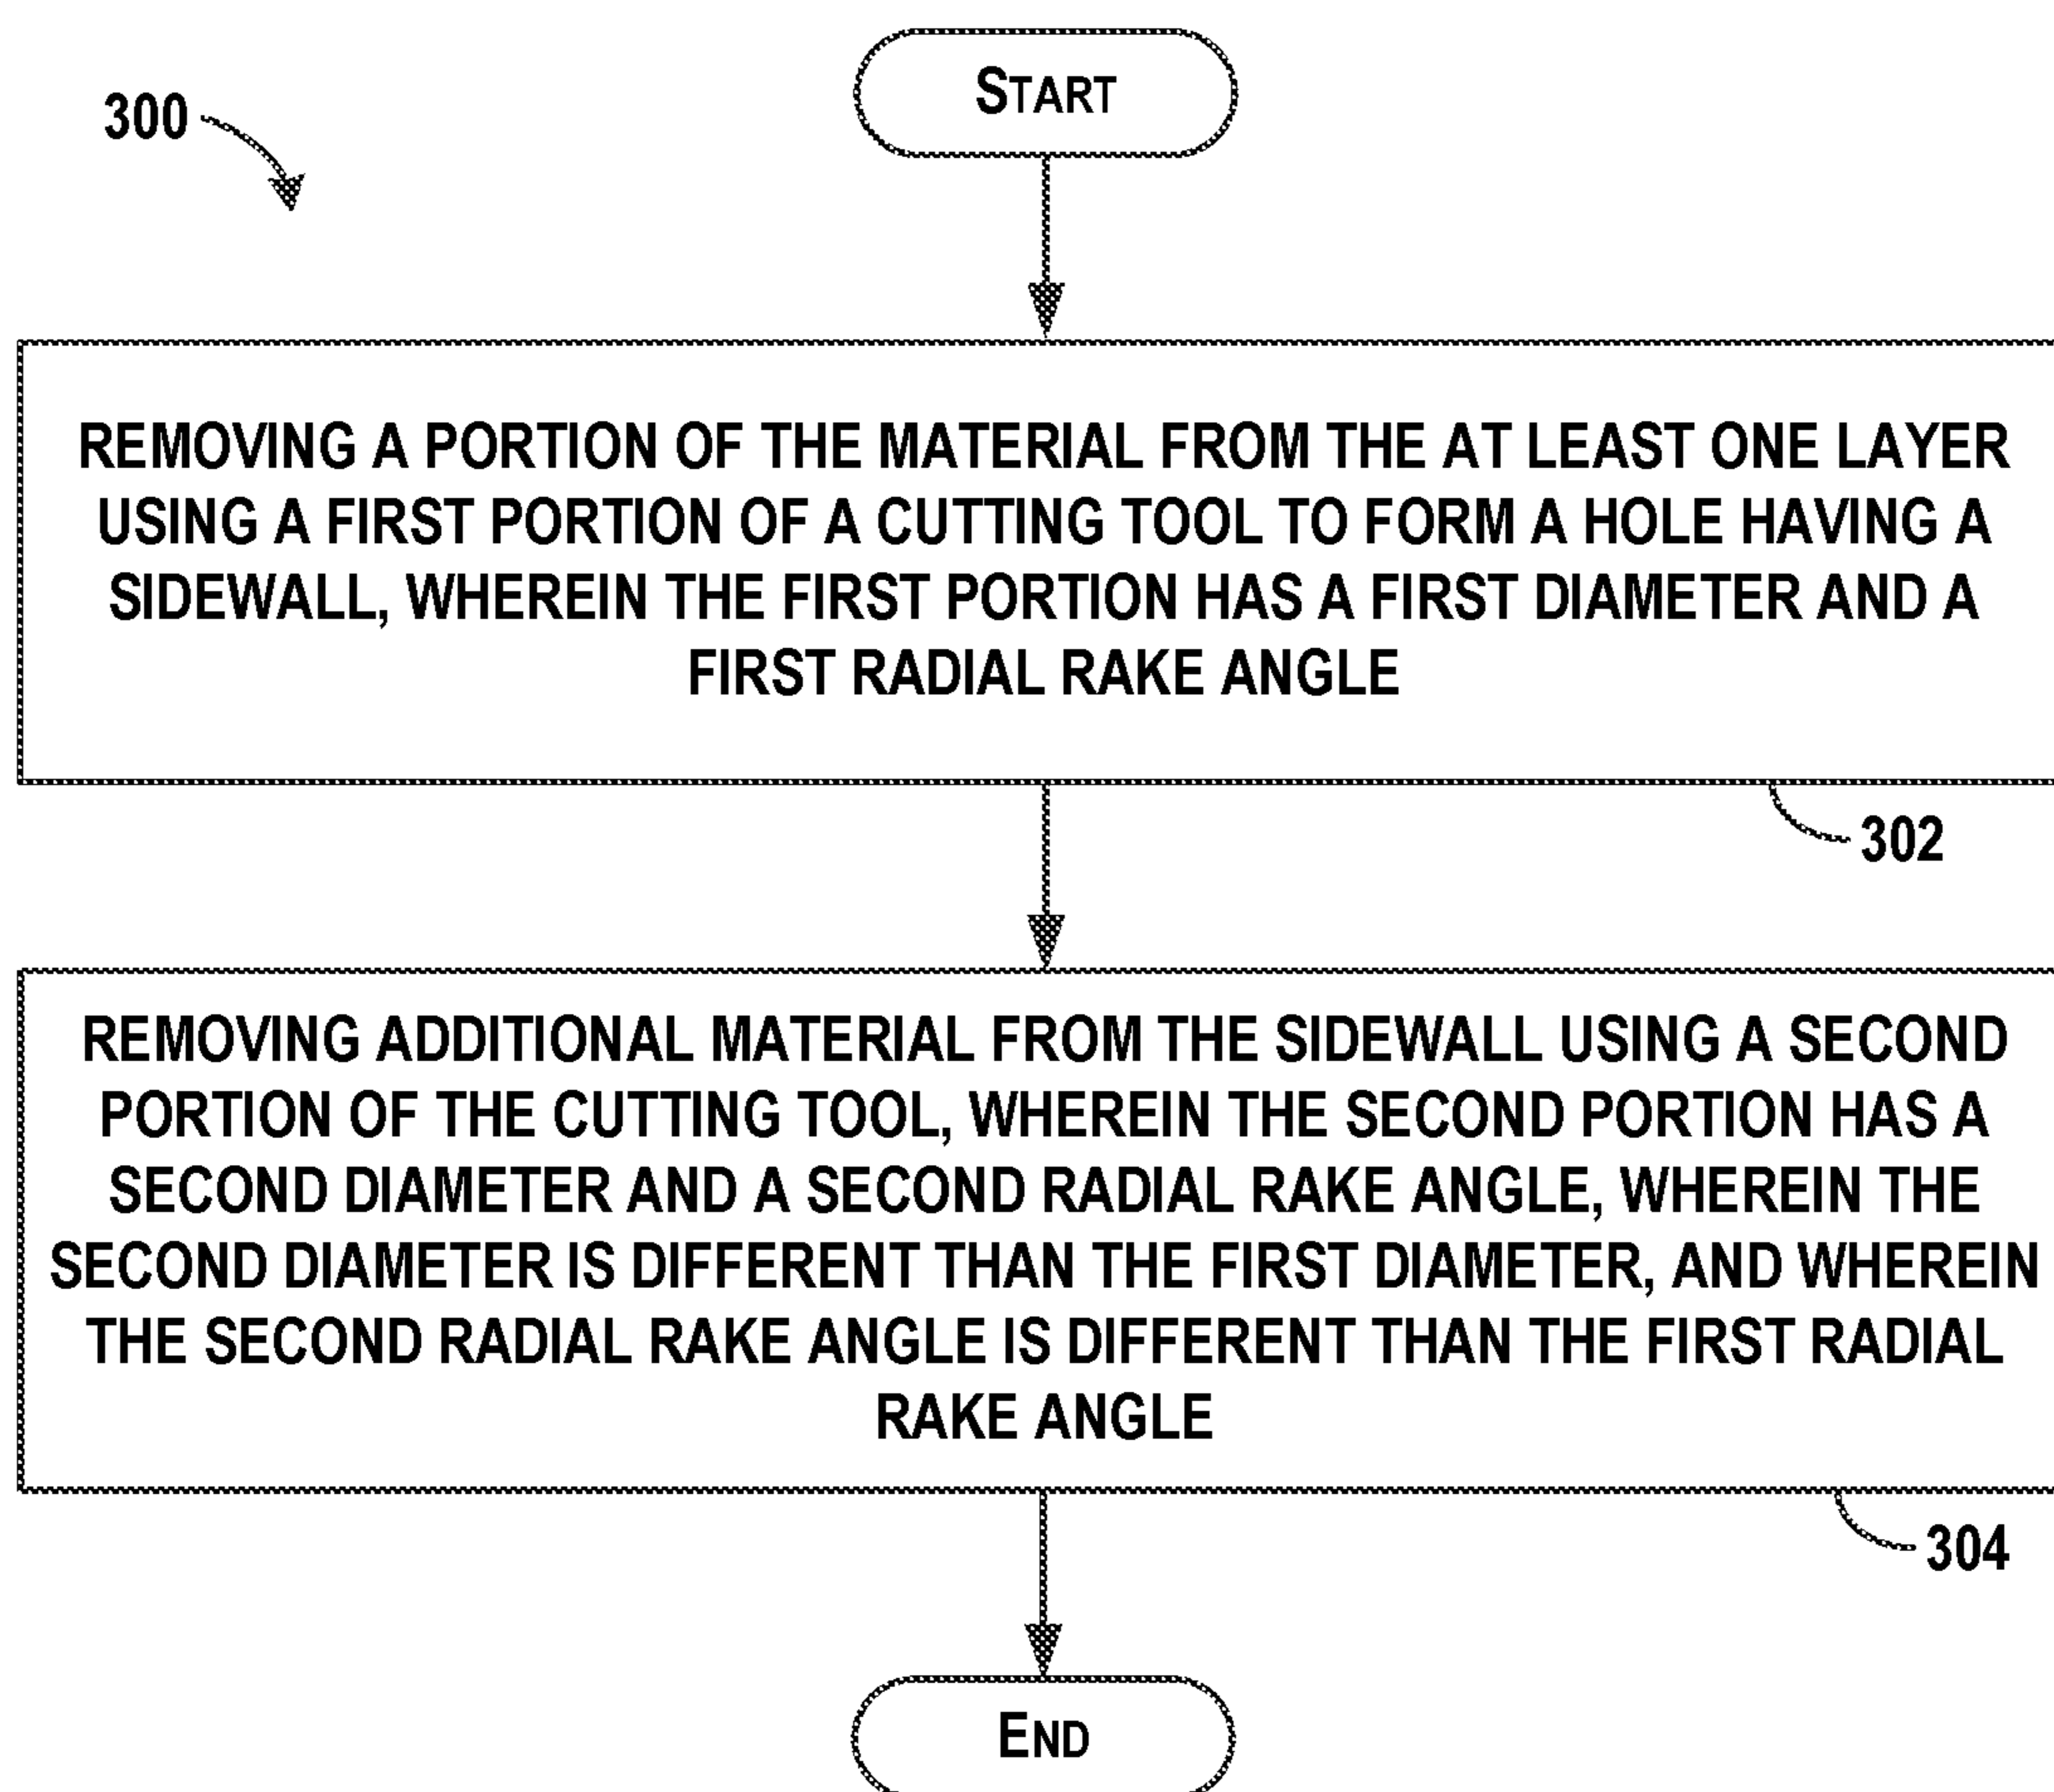 START
300
REMOVING A PORTION OF THE MATERIAL FROM THE AT LEAST ONE LAYER
USING A FIRST PORTION OF A CUTTING TOOL TO FORM A HOLE HAVING A
SIDEWALL, WHEREIN THE FIRST PORTION HAS A FIRST DIAMETER AND A
FIRST RADIAL RAKE ANGLE
302
REMOVING ADDITIONAL MATERIAL FROM THE SIDEWALL USING A SECOND
PORTION OF THE CUTTING TOOL, WHEREIN THE SECOND PORTION HAS A
SECOND DIAMETER AND A SECOND RADIAL RAKE ANGLE, WHEREIN THE
SECOND DIAMETER IS DIFFERENT THAN THE FIRST DIAMETER, AND WHEREIN
THE SECOND RADIAL RAKE ANGLE IS DIFFERENT THAN THE FIRST RADIAL
RAKE ANGLE
304
END